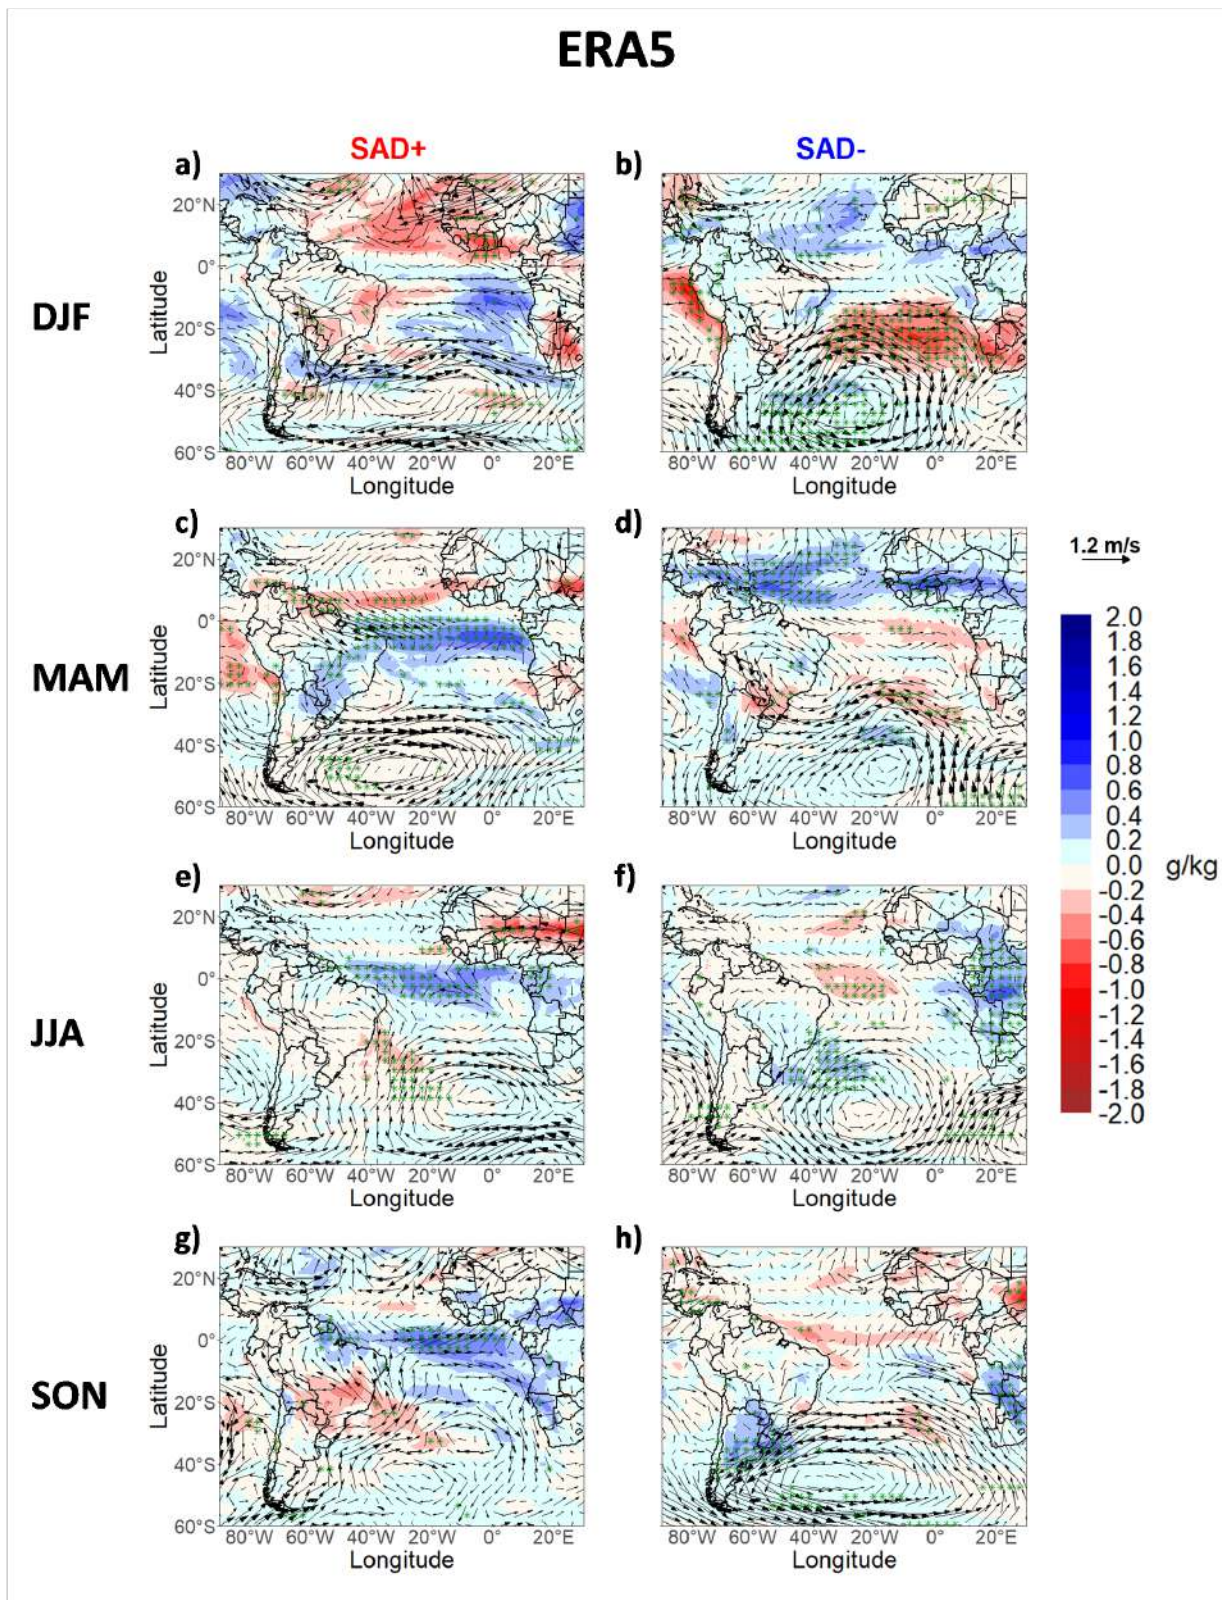 ERA5
SAD+ SAD-
a) b)
DJF
Latitude
20°N
0°
20°S
40°S
60°S
80°W 60°W 40°W 20°W 0° 20°E
80°W 60°W 40°W 20°W 0° 20°E
Longitude Longitude
c) d)
MAM
Latitude
20°N
0°
20°S
40°S
60°S
80°W 60°W 40°W 20°W 0° 20°E
80°W 60°W 40°W 20°W 0° 20°E
Longitude Longitude
1.2 m/s
2.0
1.8
1.6
1.4
1.2
1.0
0.8
0.6
0.4
0.2
0.0
-0.2
-0.4
-0.6
-0.8
-1.0
-1.2
-1.4
-1.6
-1.8
-2.0
g/kg
e) f)
JJA
Latitude
20°N
0°
20°S
40°S
60°S
80°W 60°W 40°W 20°W 0° 20°E
80°W 60°W 40°W 20°W 0° 20°E
Longitude Longitude
g) h)
SON
Latitude
20°N
0°
20°S
40°S
60°S
80°W 60°W 40°W 20°W 0° 20°E
80°W 60°W 40°W 20°W 0° 20°E
Longitude Longitude